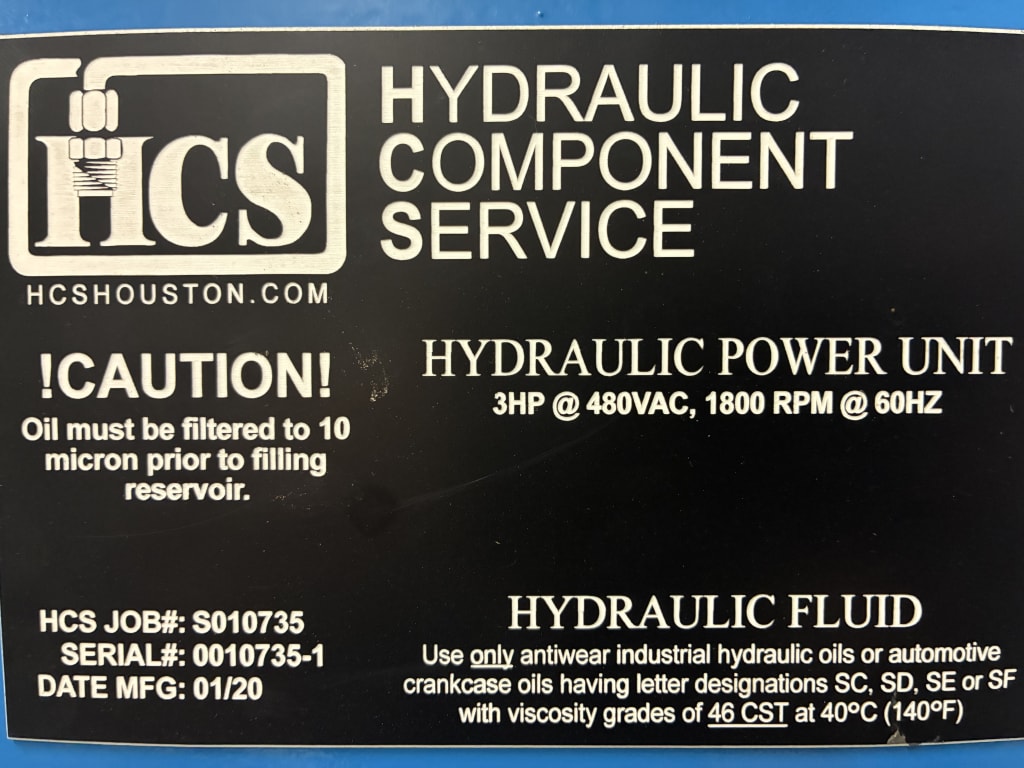 HCS
HCSHOUSTON.COM
HYDRAULIC
COMPONENT
SERVICE
!CAUTION!
Oil must be filtered to 10
micron prior to filling
reservoir.
HYDRAULIC POWER UNIT
3HP @ 480VAC, 1800 RPM @ 60HZ
HCS JOB#: S010735
SERIAL#: 0010735-1
DATE MFG: 01/20
HYDRAULIC FLUID
Use only antiwear industrial hydraulic oils or automotive
crankcase oils having letter designations SC, SD, SE or SF
with viscosity grades of 46 CST at 40ºC (140ºF)